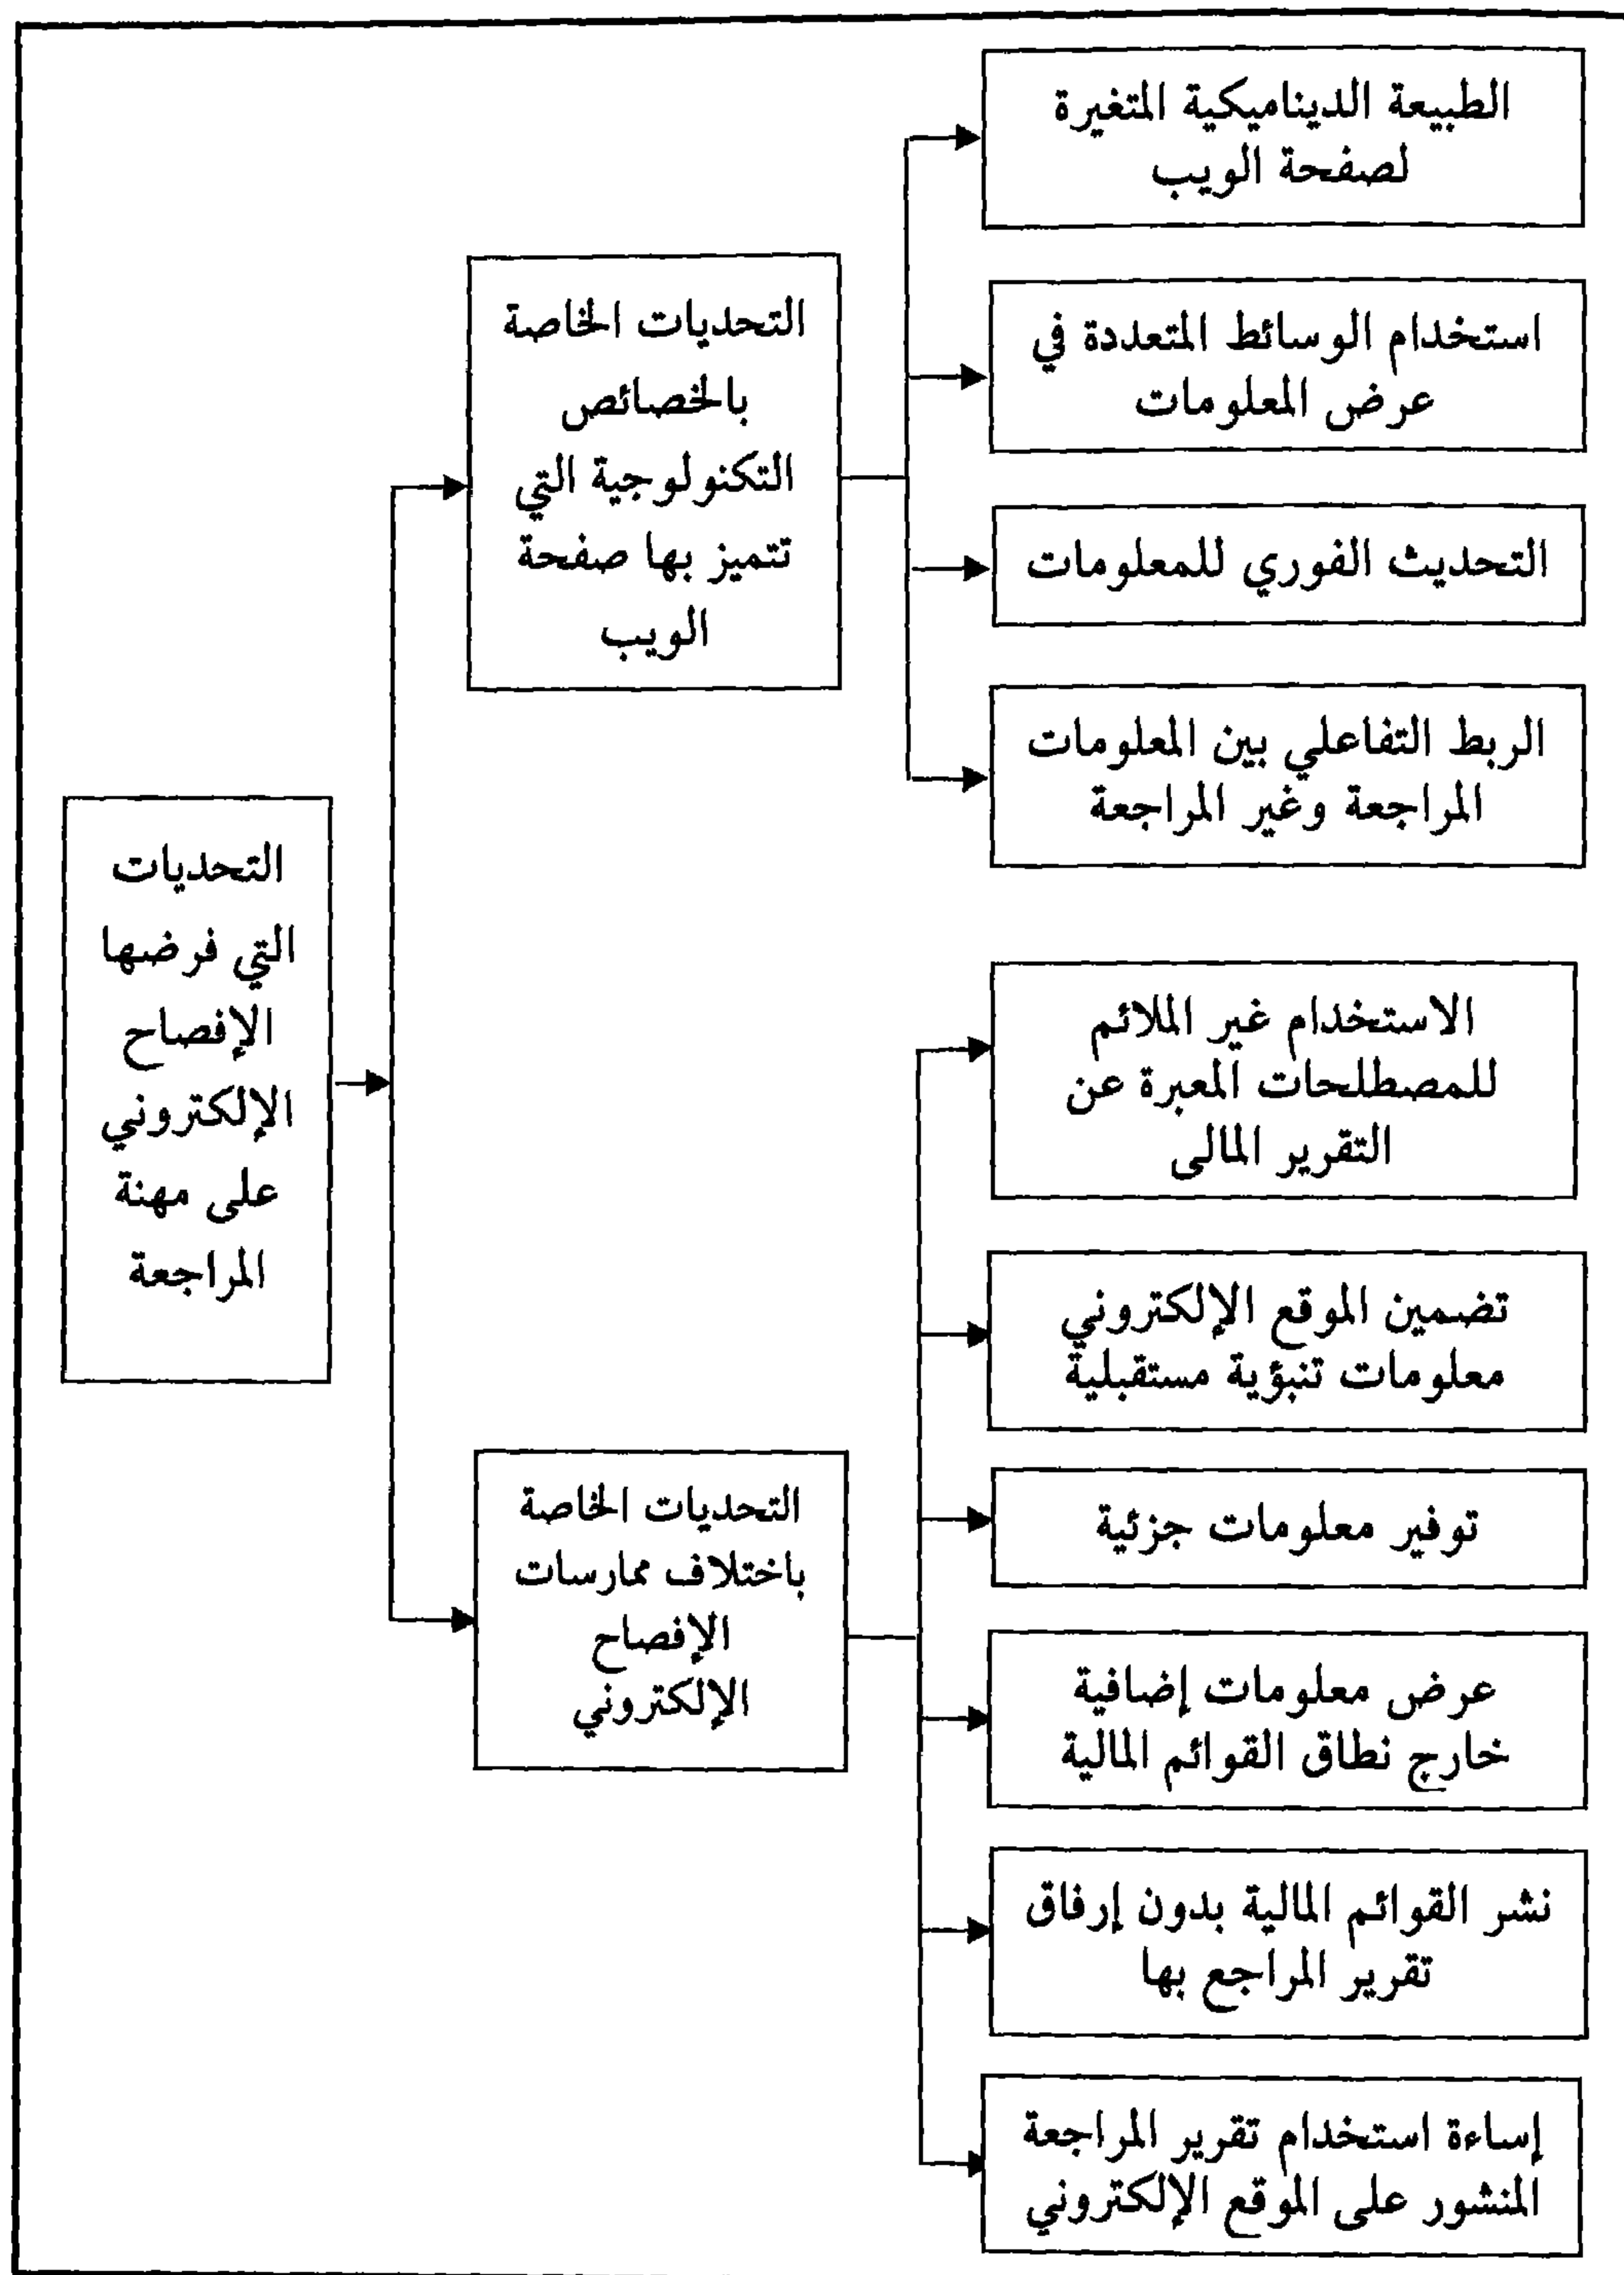 التحديات
التي فرضها
الإفصاح
الإلكتروني
على مهنة
المراجعة
التحديات الخاصة
بالخصائص
التكنولوجية التي
تتميز بها صفحة
الويب
الطبيعة الديناميكية المتغيرة
لصفحة الويب
استخدام الوسائط المتعددة في
عرض المعلومات
التحديث الفوري للمعلومات
الربط التفاعلي بين المعلومات
المراجعة وغير المراجعة
التحديات الخاصة
باختلاف ممارسات
الإفصاح
الإلكتروني
الاستخدام غير الملائم
للمصطلحات المعبرة عن
التقرير المالى
تضمين الموقع الإلكتروني
معلومات تنبؤية مستقبلية
توفير معلومات جزئية
عرض معلومات إضافية
خارج نطاق القوائم المالية
نشر القوائم المالية بدون إرفاق
تقرير المراجع بها
إساءة استخدام تقرير المراجعة
المنشور على الموقع الإلكتروني